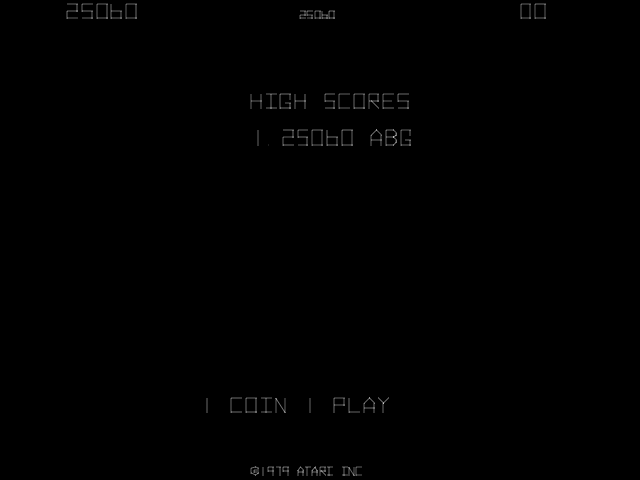 25060 25060 00
HIGH SCORES
1. 25060 ABG
1 COIN 1 PLAY
©1979 ATARI INC